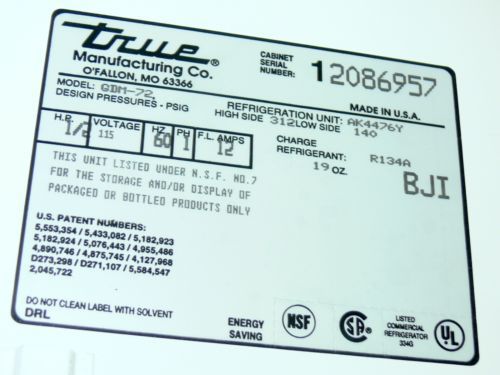 true®
Manufacturing Co.
O'FALLON, MO 63366
CABINET
SERIAL
NUMBER: 12086957
MADE IN U.S.A.
MODEL: GDM-72
DESIGN PRESSURES - PSIG
REFRIGERATION UNIT: AK4476Y
HIGH SIDE 312 LOW SIDE 140
H.P. 1/2 VOLTAGE 115 HZ 60 PH 1 F.L. AMPS 12
CHARGE
REFRIGERANT: R134A
19 OZ.
BJI
THIS UNIT LISTED UNDER N.S.F. NO.7
FOR THE STORAGE AND/OR DISPLAY OF
PACKAGED OR BOTTLED PRODUCTS ONLY
U.S. PATENT NUMBERS:
5,553,354 / 5,433,082 / 5,182,923
5,182,924 / 5,076,443 / 4,955,486
4,890,746 / 4,875,745 / 4,127,968
D273,298 / D271,107 / 5,584,547
2,045,722
DO NOT CLEAN LABEL WITH SOLVENT
DRL
ENERGY
SAVING
NSF
SA
LISTED
COMMERCIAL
REFRIGERATOR
334G
UL